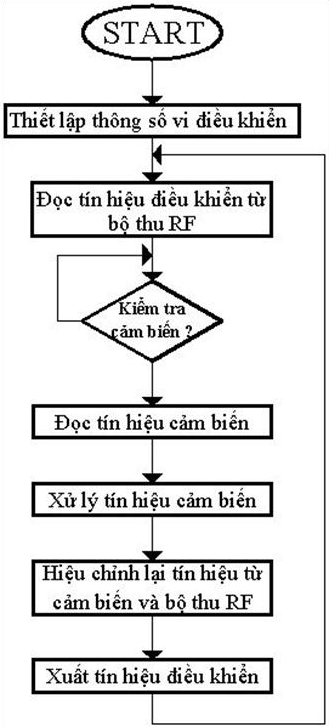 START
Thiết lập thông số vi điều khiển
Đọc tín hiệu điều khiển từ
bộ thu RF
Kiểm tra
cảm biến ?
Đọc tín hiệu cảm biến
Xử lý tín hiệu cảm biến
Hiệu chỉnh lại tín hiệu từ
cảm biến và bộ thu RF
Xuất tín hiệu điều khiển